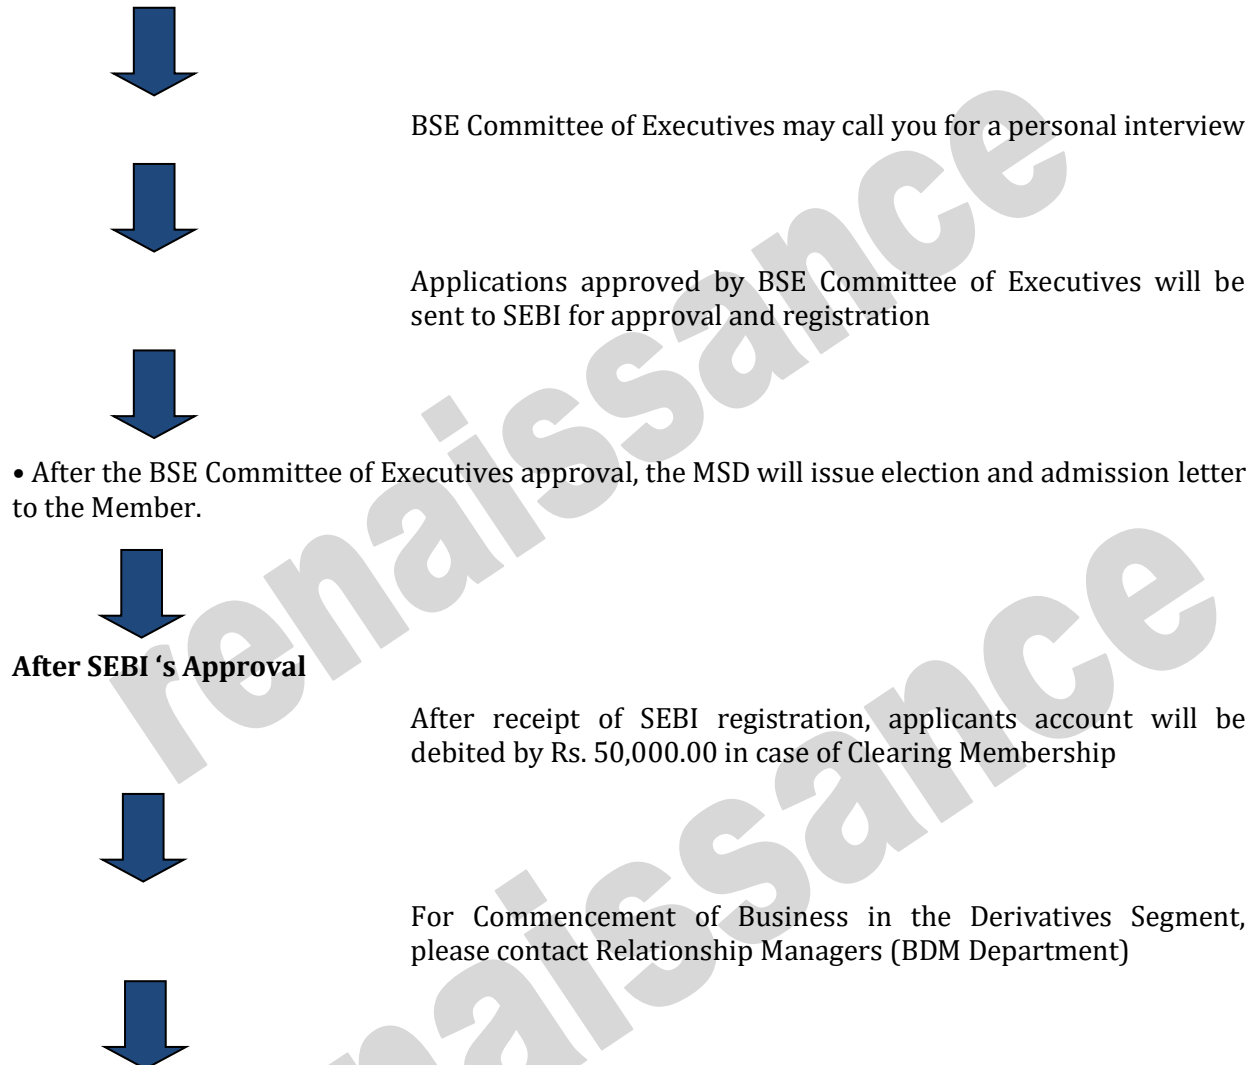 BSE Committee of Executives may call you for a personal interview
Applications approved by BSE Committee of Executives will be
sent to SEBI for approval and registration
• After the BSE Committee of Executives approval, the MSD will issue election and admission letter
to the Member.
After SEBI ‘s Approval
After receipt of SEBI registration, applicants account will be
debited by Rs. 50,000.00 in case of Clearing Membership
For Commencement of Business in the Derivatives Segment,
please contact Relationship Managers (BDM Department)
renaissance
naissance